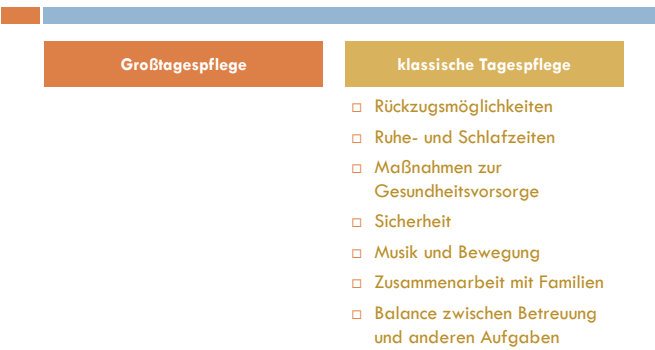 Großtagespflege
klassische Tagespflege
Rückzugsmöglichkeiten
Ruhe- und Schlafzeiten
Maßnahmen zur
Gesundheitsvorsorge
Sicherheit
Musik und Bewegung
Zusammenarbeit mit Familien
Balance zwischen Betreuung
und anderen Aufgaben